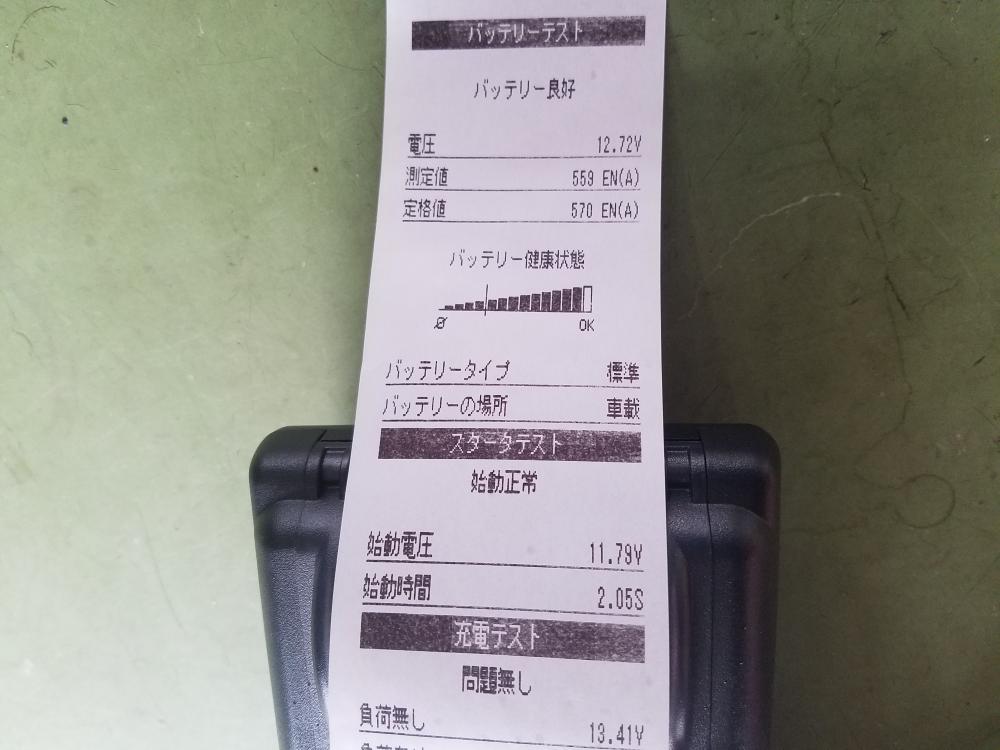 バッテリーテスト
バッテリー良好
電圧 12.72V
測定値 559 EN(A)
定格値 570 EN(A)
バッテリー健康状態
OK
バッテリータイプ 標準
バッテリーの場所 車載
スタータテスト
始動正常
始動電圧 11.79V
始動時間 2.05S
充電テスト
問題無し
負荷無し 13.41V